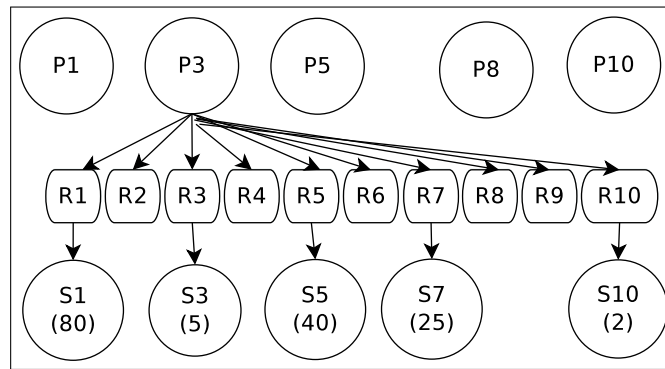 P1 P3 P5 P8 P10
R1 R2 R3 R4 R5 R6 R7 R8 R9 R10
S1 S3 S5 S7 S10
(80) (5) (40) (25) (2)